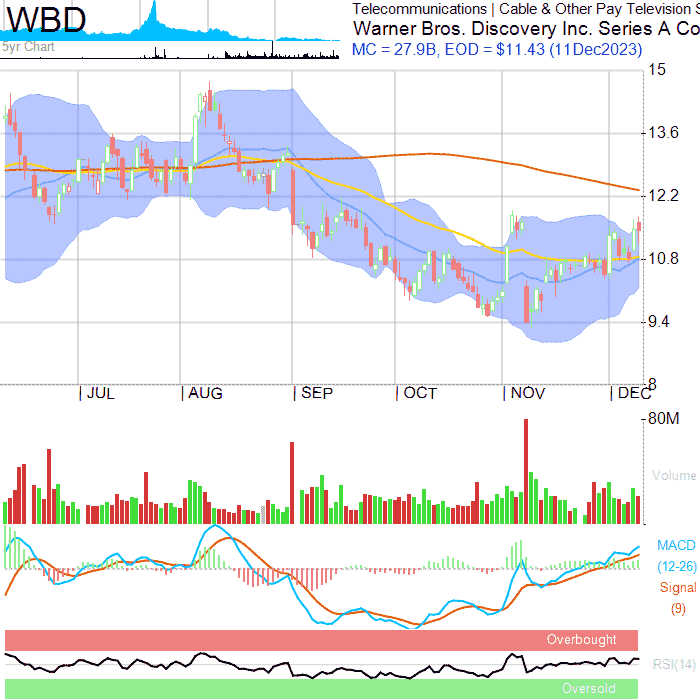 WBD
5yr Chart
Telecommunications | Cable & Other Pay Television S
Warner Bros. Discovery Inc. Series A Co
MC = 27.9B, EOD = $11.43 (11Dec2023)
15
13.6
12.2
10.8
9.4
8
JUL AUG SEP OCT NOV DEC
80M
Volume
MACD
(12-26)
Signal
(9)
Overbought
RSI(14)
Oversold